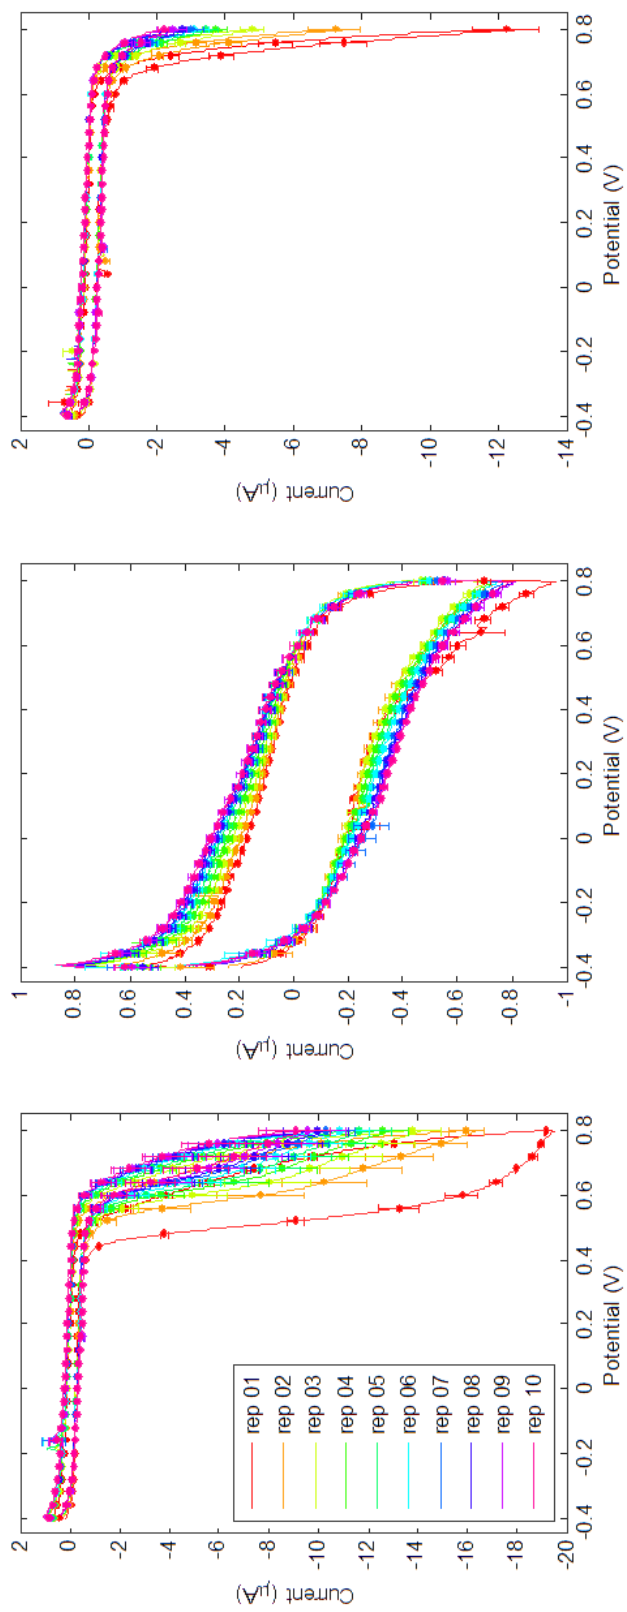 Current (µA)
2
0
-2
-4
-6
-8
-10
-12
-14
-16
-18
-20
rep 01
rep 02
rep 03
rep 04
rep 05
rep 06
rep 07
rep 08
rep 09
rep 10
-0.4 -0.2 0 0.2 0.4 0.6 0.8
Potential (V)
Current (µA)
1
0.8
0.6
0.4
0.2
0
-0.2
-0.4
-0.6
-0.8
-1
-0.4 -0.2 0 0.2 0.4 0.6 0.8
Potential (V)
Current (µA)
2
0
-2
-4
-6
-8
-10
-12
-14
-0.4 -0.2 0 0.2 0.4 0.6 0.8
Potential (V)